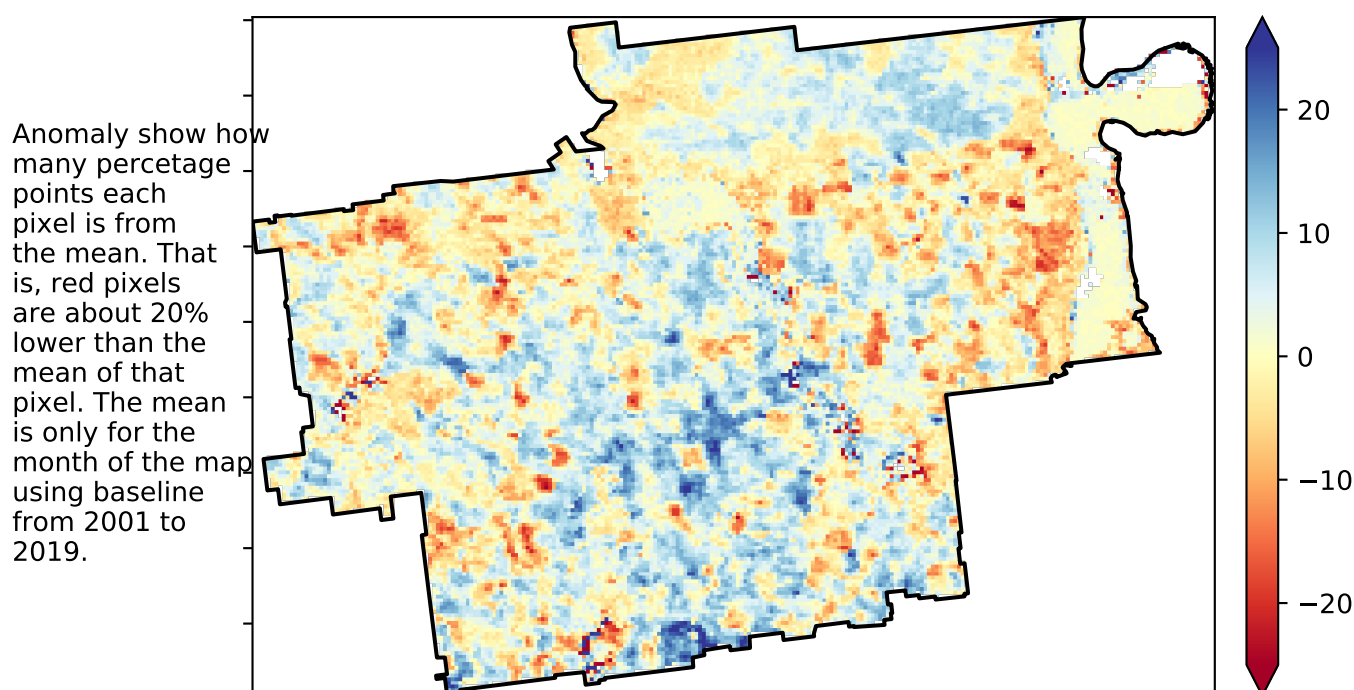 Anomaly show how
many percetage
points each
pixel is from
the mean. That
is, red pixels
are about 20%
lower than the
mean of that
pixel. The mean
is only for the
month of the map
using baseline
from 2001 to
2019.
20
10
0
−10
−20